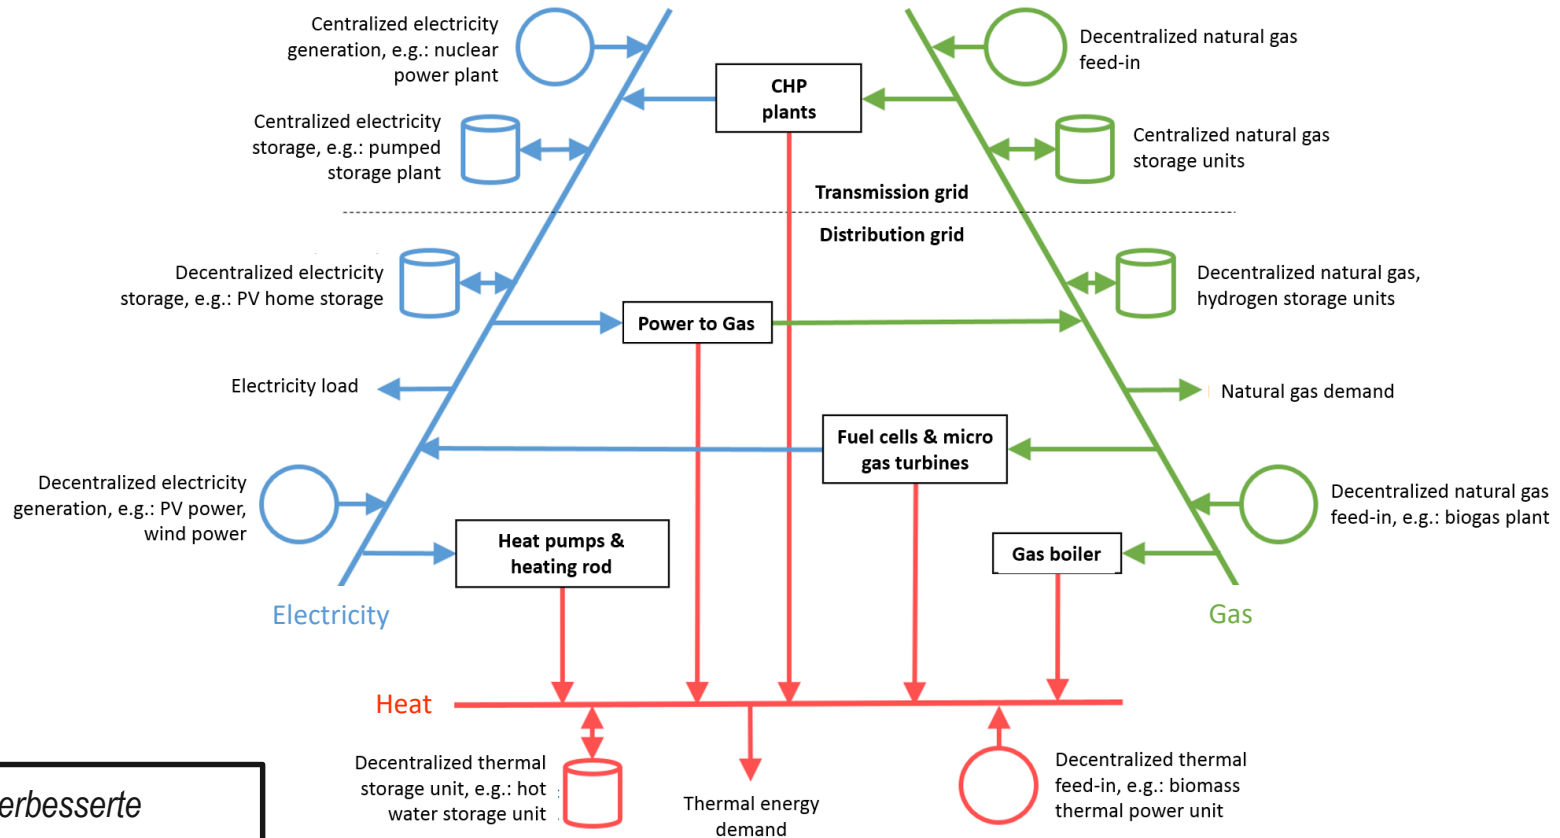 Centralized electricity
generation, e.g.: nuclear
power plant
Decentralized natural gas
feed-in
CHP
plants
Centralized electricity
storage, e.g.: pumped
storage plant
Centralized natural gas
storage units
Transmission grid
Distribution grid
Decentralized electricity
storage, e.g.: PV home storage
Decentralized natural gas,
hydrogen storage units
Power to Gas
Electricity load
Natural gas demand
Fuel cells & micro
gas turbines
Decentralized electricity
generation, e.g.: PV power,
wind power
Decentralized natural gas
feed-in, e.g.: biogas plant
Heat pumps &
heating rod
Gas boiler
Electricity
Gas
Heat
Decentralized thermal
storage unit, e.g.: hot
water storage unit
Thermal energy
demand
Decentralized thermal
feed-in, e.g.: biomass
thermal power unit
erbesserte